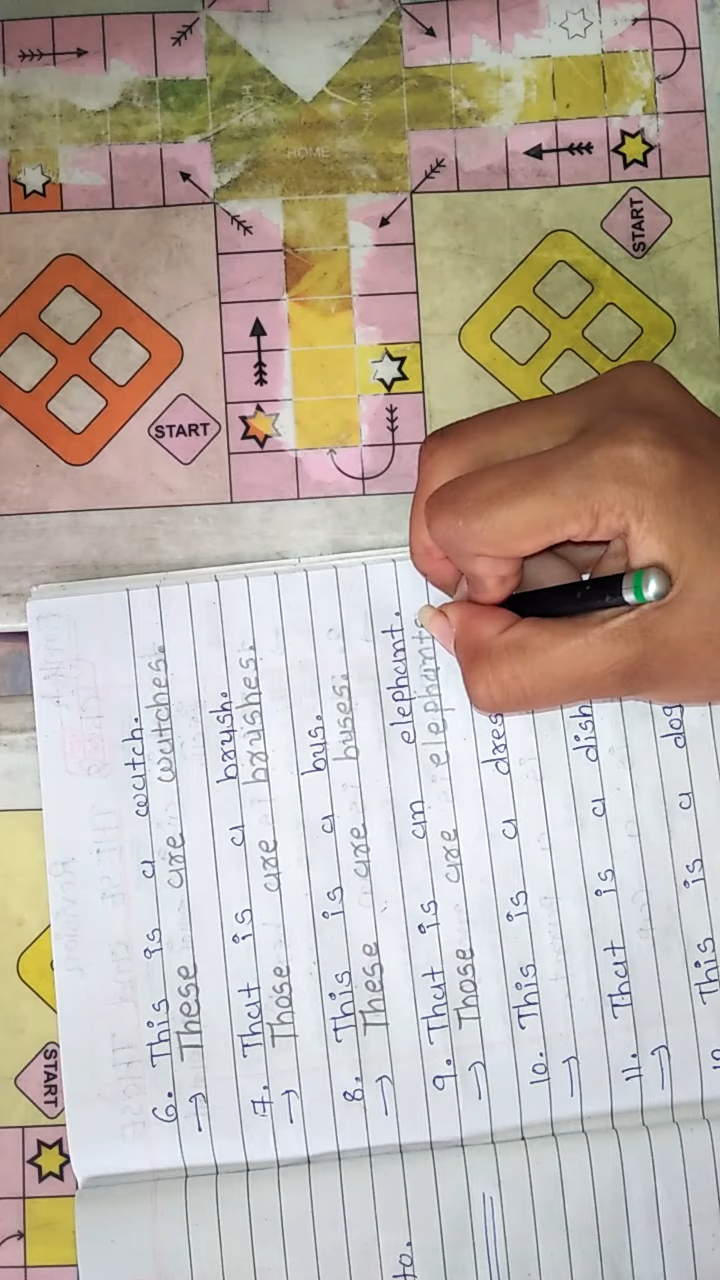 HOME
START
START
START
6. This is a watch.
→ These are watches.
7. That is a brush.
→ Those are brushes.
8. This is a bus.
→ These are buses.
9. That is an elephant.
→ Those are elephants
10. This is a dres
→
11. That is a dish
→
This is a dog
to.